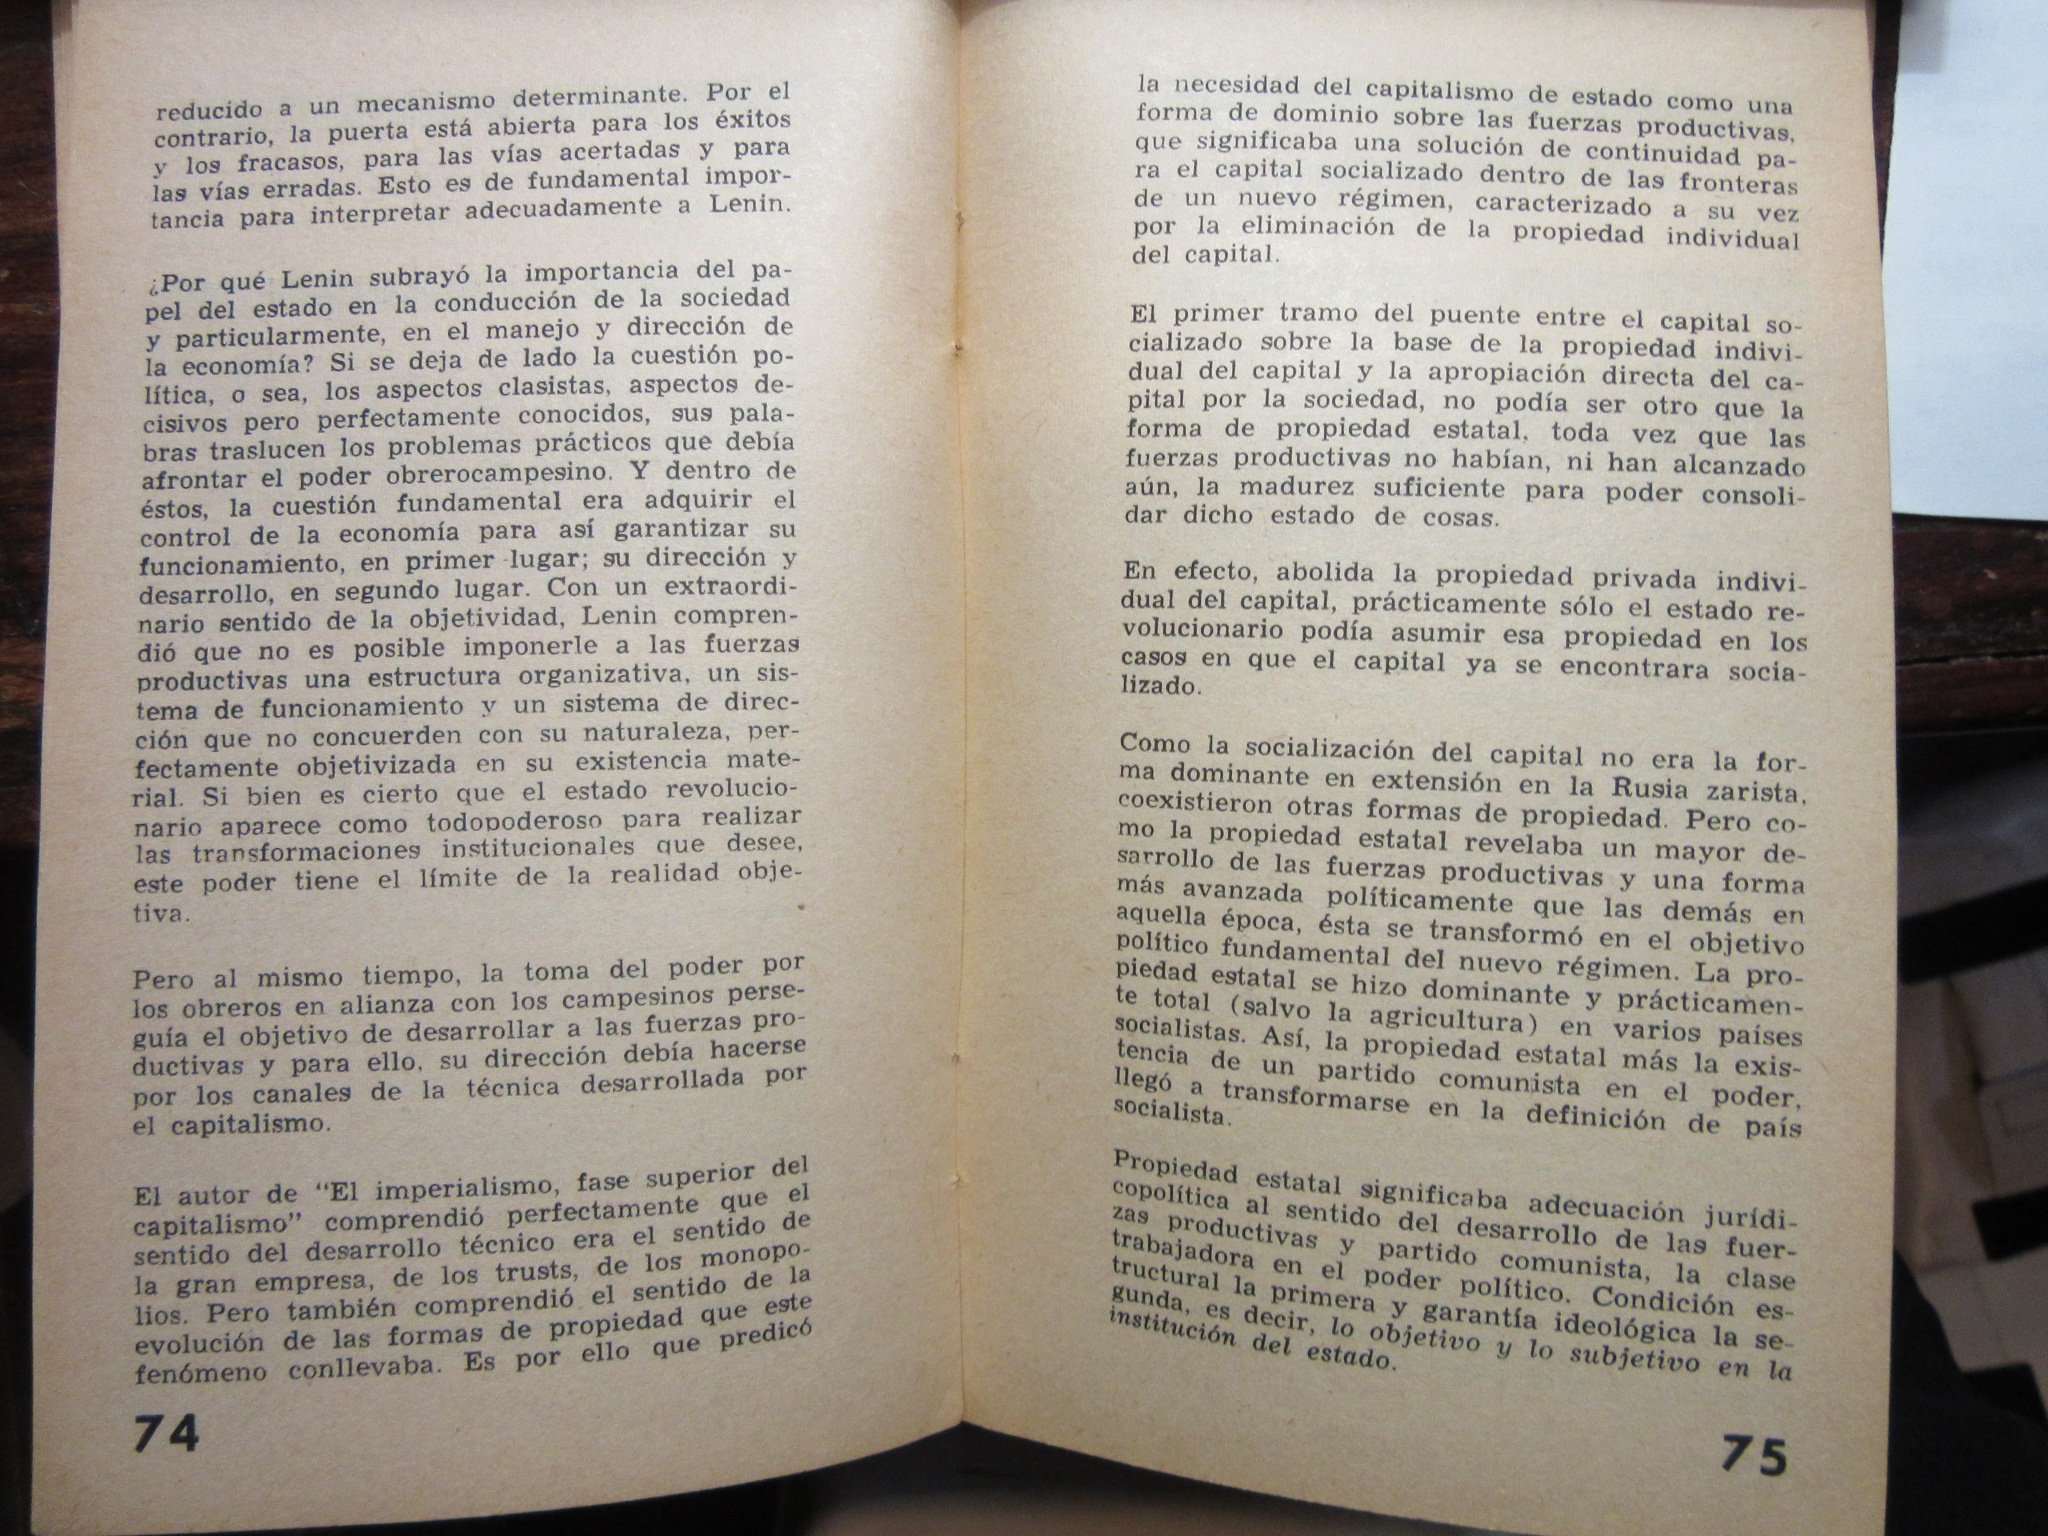 reducido a un mecanismo determinante. Por el
contrario, la puerta está abierta para los éxitos
y los fracasos, para las vías acertadas y para
las vías erradas. Esto es de fundamental impor-
tancia para interpretar adecuadamente a Lenin.
¿Por qué Lenin subrayó la importancia del pa-
pel del estado en la conducción de la sociedad
y particularmente, en el manejo y dirección de
la economía? Si se deja de lado la cuestión po-
lítica, o sea, los aspectos clasistas, aspectos de-
cisivos pero perfectamente conocidos, sus pala-
bras traslucen los problemas prácticos que debía
afrontar el poder obrerocampesino. Y dentro de
éstos, la cuestión fundamental era adquirir el
control de la economía para así garantizar su
funcionamiento, en primer lugar; su dirección y
desarrollo, en segundo lugar. Con un extraordi-
nario sentido de la objetividad, Lenin compren-
dió que no es posible imponerle a las fuerzas
productivas una estructura organizativa, un sis-
tema de funcionamiento y un sistema de direc-
ción que no concuerden con su naturaleza, per-
fectamente objetivizada en su existencia mate-
rial. Si bien es cierto que el estado revolucio-
nario aparece como todopoderoso para realizar
las transformaciones institucionales que desee,
este poder tiene el límite de la realidad obje-
tiva.
Pero al mismo tiempo, la toma del poder por
los obreros en alianza con los campesinos perse-
guía el objetivo de desarrollar a las fuerzas pro-
ductivas y para ello, su dirección debía hacerse
por los canales de la técnica desarrollada por
el capitalismo.
El autor de "El imperialismo, fase superior del
capitalismo" comprendió perfectamente que el
sentido del desarrollo técnico era el sentido de
la gran empresa, de los trusts, de los monopo-
lios. Pero también comprendió el sentido de la
evolución de las formas de propiedad que este
fenómeno conllevaba. Es por ello que predicó
74
la necesidad del capitalismo de estado como una
forma de dominio sobre las fuerzas productivas,
que significaba una solución de continuidad pa-
ra el capital socializado dentro de las fronteras
de un nuevo régimen, caracterizado a su vez
por la eliminación de la propiedad individual
del capital.
El primer tramo del puente entre el capital so-
cializado sobre la base de la propiedad indivi-
dual del capital y la apropiación directa del ca-
pital por la sociedad, no podía ser otro que la
forma de propiedad estatal, toda vez que las
fuerzas productivas no habían, ni han alcanzado
aún, la madurez suficiente para poder consoli-
dar dicho estado de cosas.
En efecto, abolida la propiedad privada indivi-
dual del capital, prácticamente sólo el estado re-
volucionario podía asumir esa propiedad en los
casos en que el capital ya se encontrara socia-
lizado.
Como la socialización del capital no era la for-
ma dominante en extensión en la Rusia zarista,
coexistieron otras formas de propiedad. Pero co-
mo la propiedad estatal revelaba un mayor de-
sarrollo de las fuerzas productivas y una forma
más avanzada políticamente que las demás en
aquella época, ésta se transformó en el objetivo
político fundamental del nuevo régimen. La pro-
piedad estatal se hizo dominante y prácticamen-
te total (salvo la agricultura) en varios países
socialistas. Así, la propiedad estatal más la exis-
tencia de un partido comunista en el poder,
llegó a transformarse en la definición de país
socialista.
Propiedad estatal significaba adecuación jurídi-
copolítica al sentido del desarrollo de las fuer-
zas productivas y partido comunista, la clase
trabajadora en el poder político. Condición es-
tructural la primera y garantía ideológica la se-
gunda, es decir, lo objetivo y lo subjetivo en la
institución del estado.
75